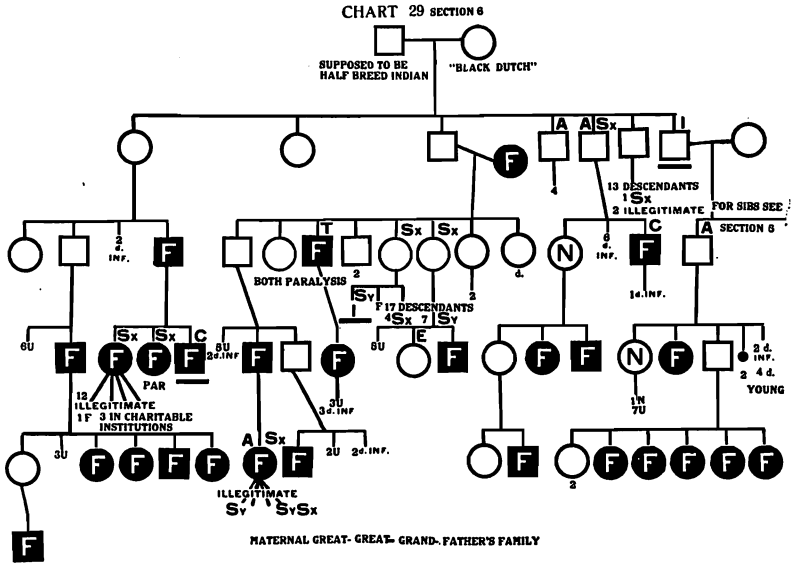 CHART 29 SECTION 6
SUPPOSED TO BE
HALF BREED INDIAN
"BLACK DUTCH"
A A Sx I
F
4
13 DESCENDANTS
1 Sx
2 ILLEGITIMATE
FOR SIBS SEE
SECTION 6
2
d.
INF.
F
T
F
BOTH PARALYSIS
2
Sx Sx
2
d.
N
6
d.
INF.
C
F
1d.INF.
A
Sy
F 17 DESCENDANTS
4Sx 7 Sy
6U
F
Sx Sx C
F F F
PAR
12
ILLEGITIMATE
1F 3 IN CHARITABLE
INSTITUTIONS
8U
2d.INF
F
F
3U
3d.INF
8U
E
F
F F
N
1N
7U
F
2
2 d.
INF.
4 d.
YOUNG
3U
F F F F
A Sx
F
ILLEGITIMATE
Sy SySx
F
2U 2d.INF.
F
2
F F F F F
F
MATERNAL GREAT-GREAT-GRAND-FATHER'S FAMILY